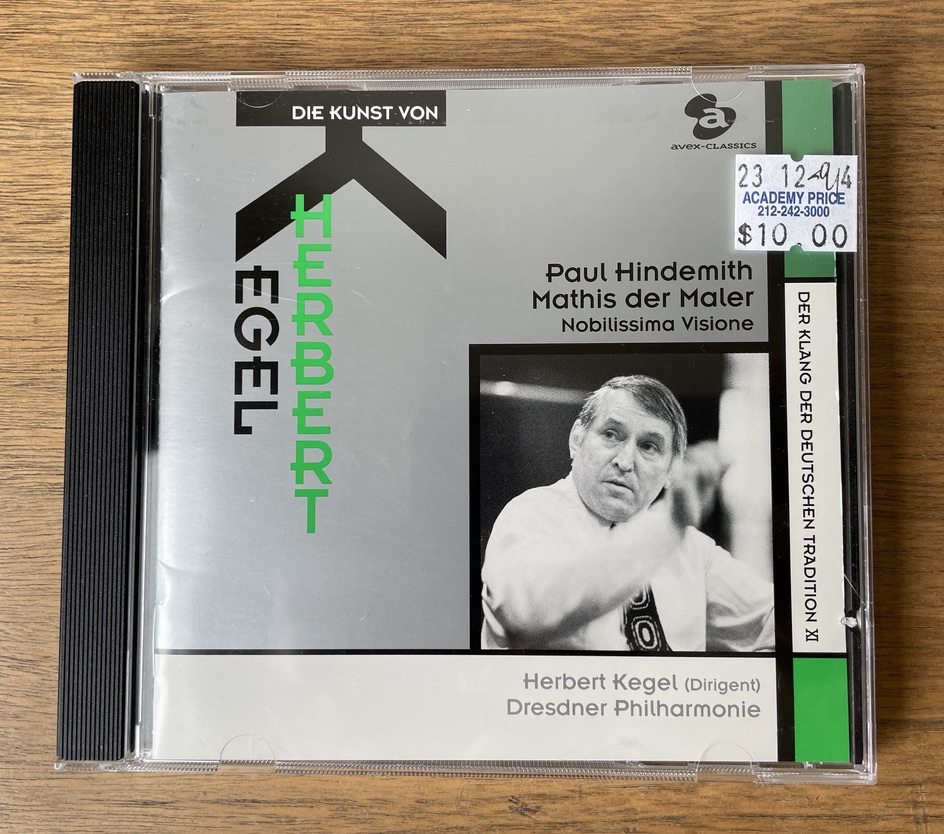 DIE KUNST VON
K
EGEL
HERBERT
a
avex-CLASSICS
23 12-9/4
ACADEMY PRICE
212-242-3000
$10.00
Paul Hindemith
Mathis der Maler
Nobilissima Visione
DER KLANG DER DEUTSCHEN TRADITION XI
Herbert Kegel (Dirigent)
Dresdner Philharmonie